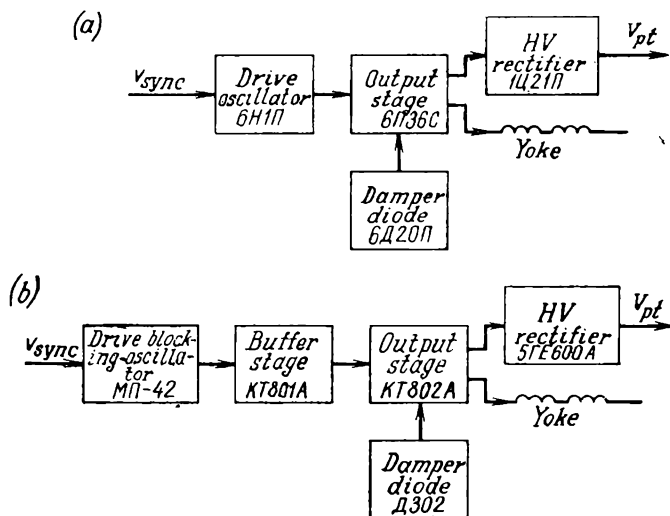 (a)
Vsync
Drive
oscillator
6Н1П
Output
stage
6П36С
HV
rectifier
1Ц21П
Vpt
Yoke
Damper
diode
6Д20П
(b)
Vsync
Drive block-
ing-oscilla-
tor
МП-42
Buffer
stage
КТ801А
Output
stage
КТ802А
HV
rectifier
5ГЕ600А
Vpt
Yoke
Damper
diode
Д302